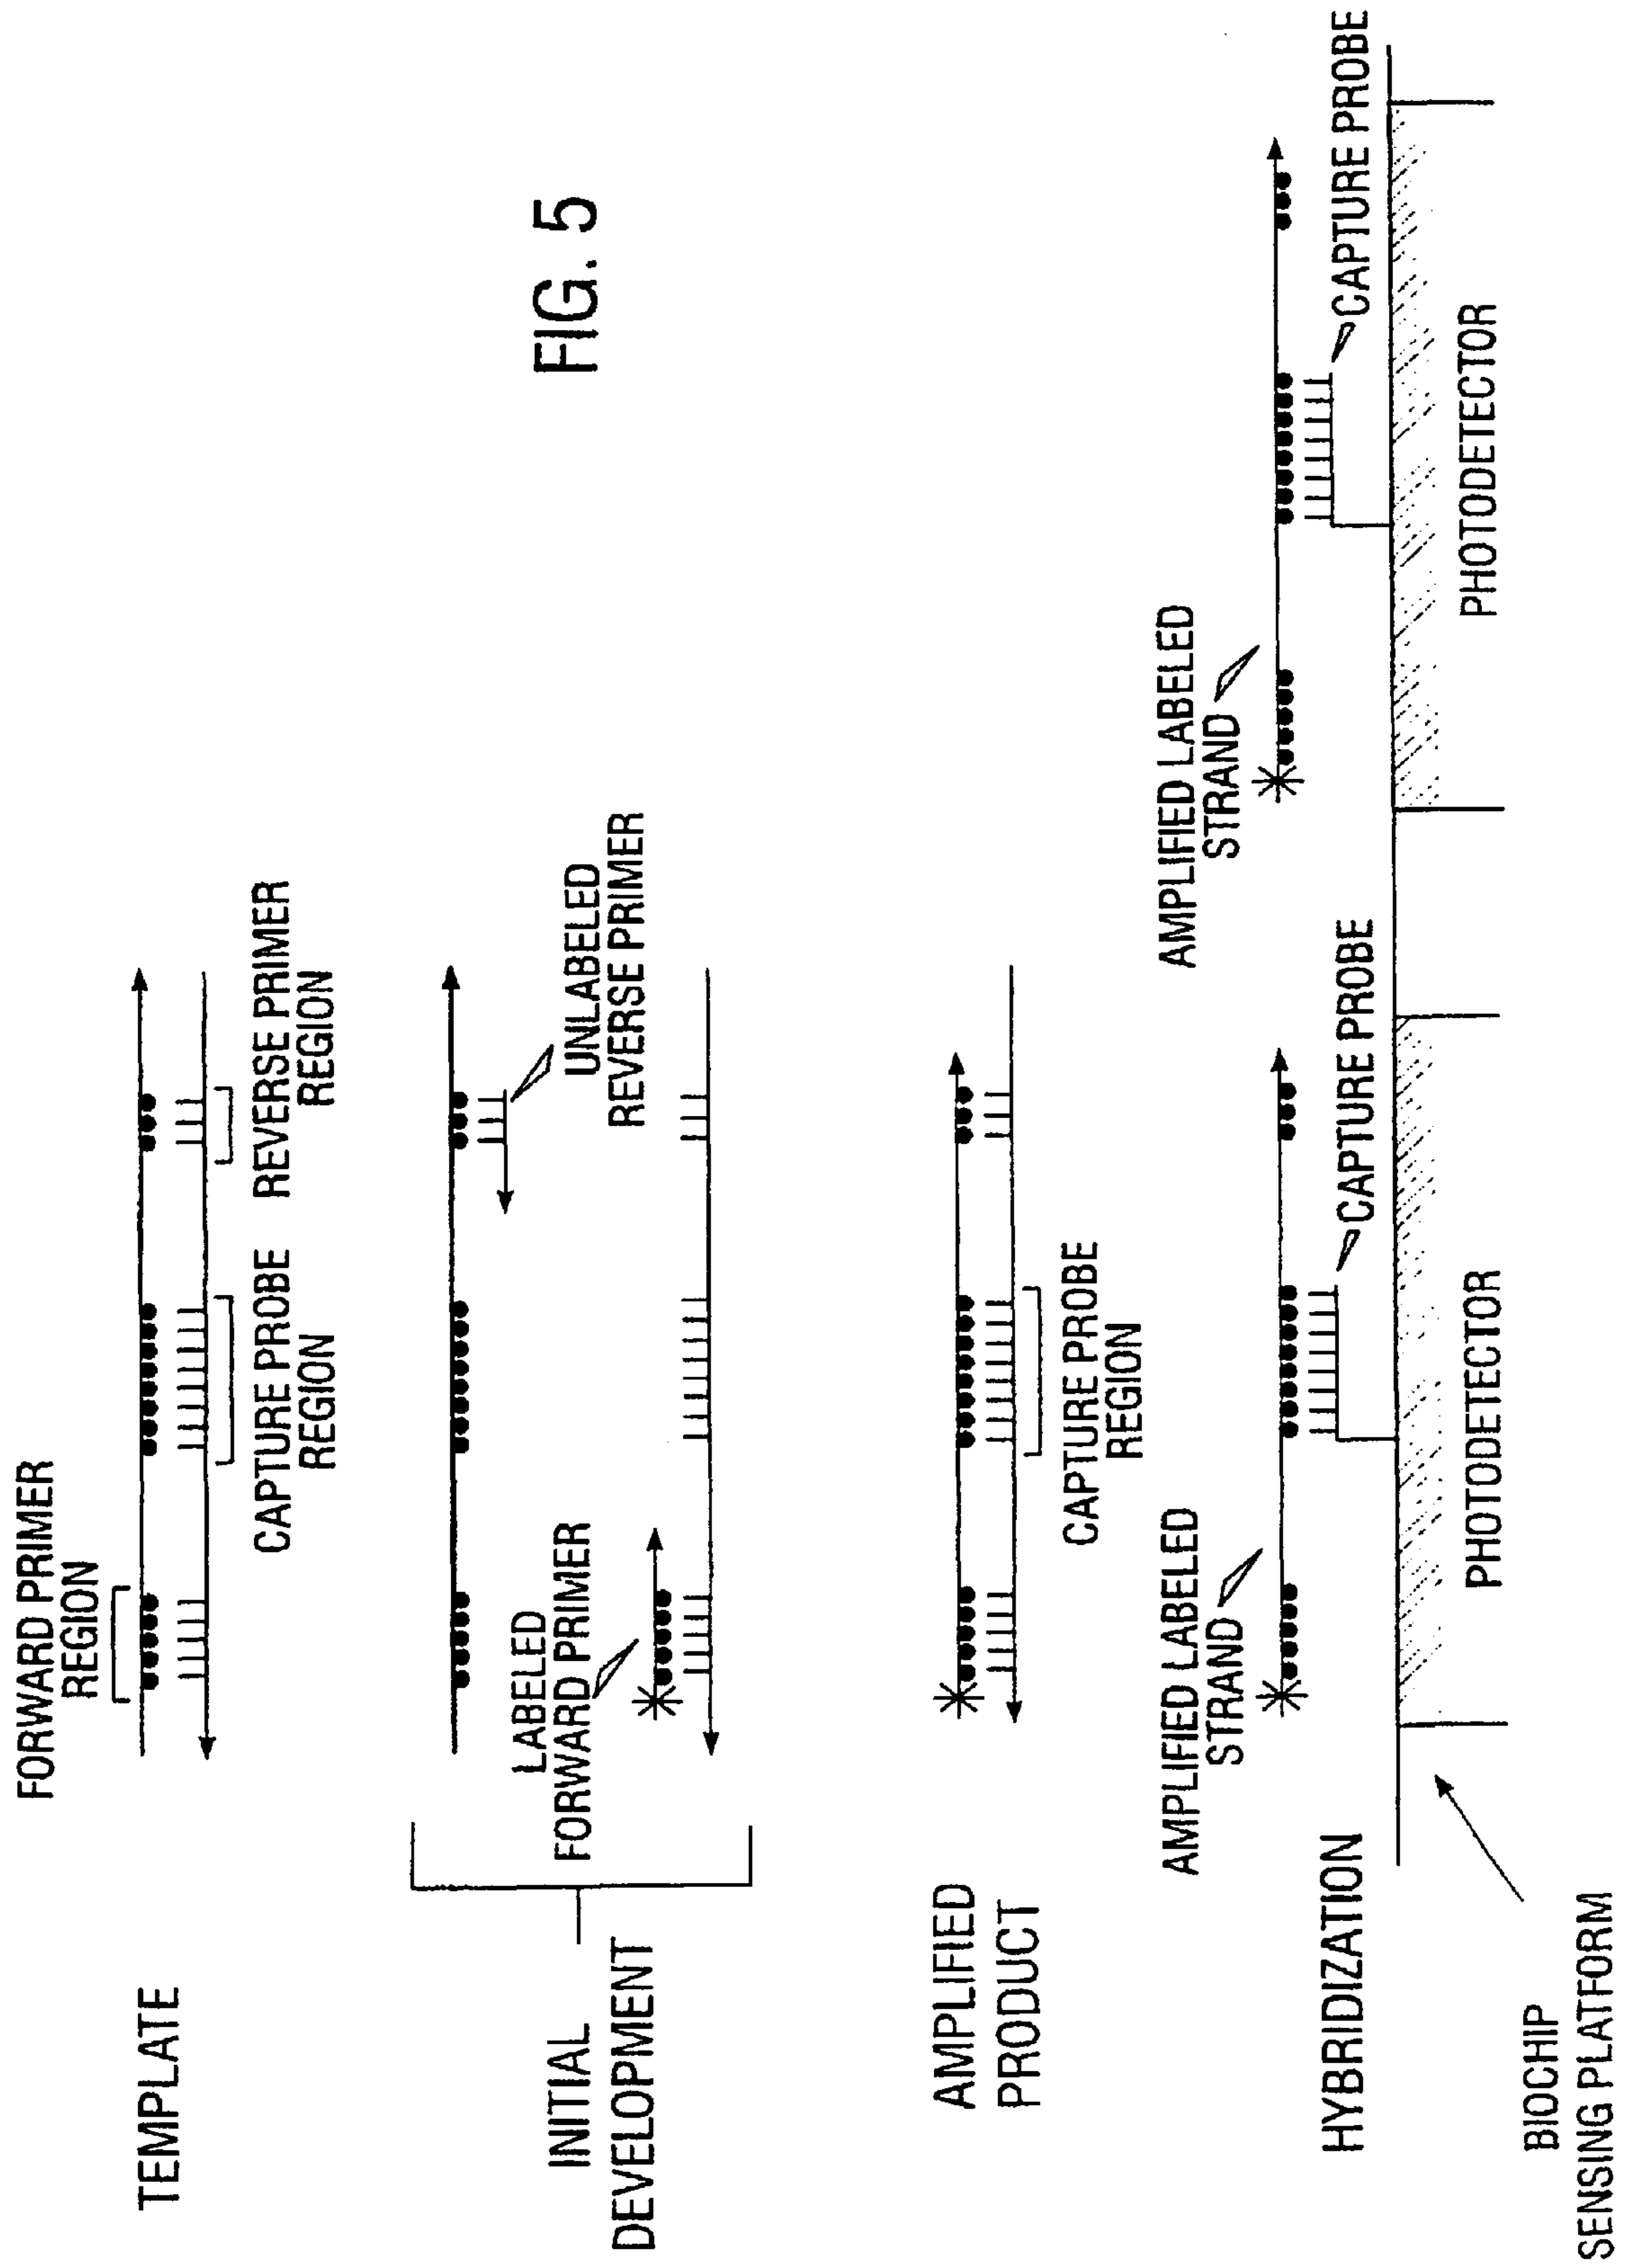 FIG. 5
TEMPLATE
FORWARD PRIMER
REGION
CAPTURE PROBE
REGION
REVERSE PRIMER
REGION
INITIAL
DEVELOPMENT
LABELED
FORWARD PRIMER
UNLABELED
REVERSE PRIMER
AMPLIFIED
PRODUCT
CAPTURE PROBE
REGION
HYBRIDIZATION
AMPLIFIED LABELED
STRAND
CAPTURE PROBE
AMPLIFIED LABELED
STRAND
CAPTURE PROBE
PHOTODETECTOR
PHOTODETECTOR
BIOCHIP
SENSING PLATFORM